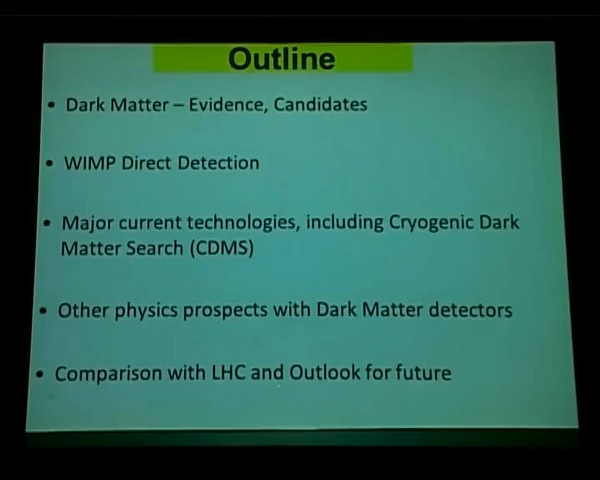 Outline
• Dark Matter – Evidence, Candidates
• WIMP Direct Detection
• Major current technologies, including Cryogenic Dark
Matter Search (CDMS)
• Other physics prospects with Dark Matter detectors
• Comparison with LHC and Outlook for future